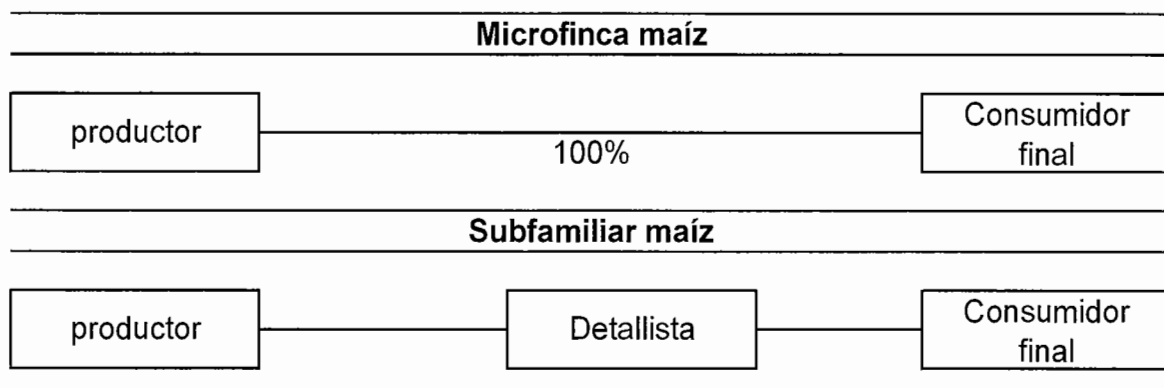 Microfinca maíz
productor
Consumidor
final
100%
Subfamiliar maíz
productor
Detallista
Consumidor
final